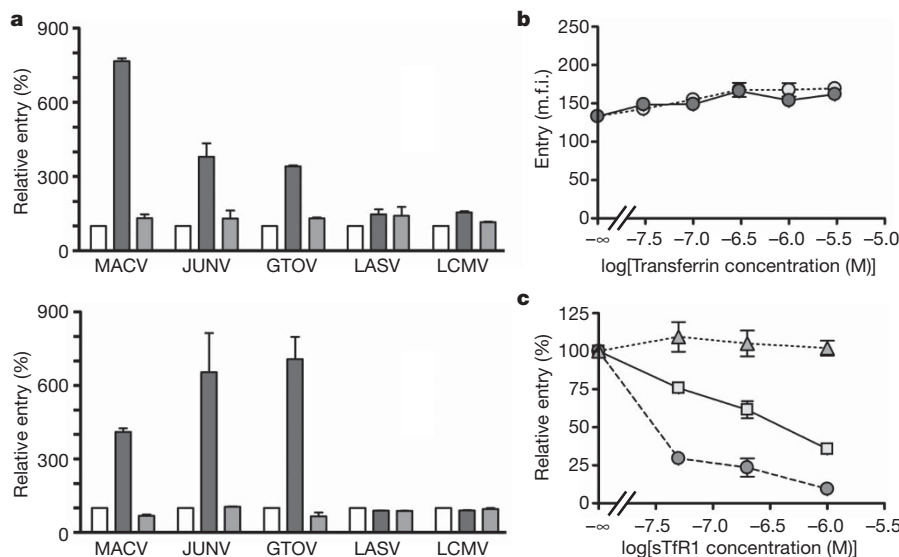 a
Relative entry (%)
900
600
300
0
MACV JUNV GTOV LASV LCMV
Relative entry (%)
900
600
300
0
MACV JUNV GTOV LASV LCMV
b
Entry (m.f.i.)
250
200
150
100
50
0
−∞ −7.5 −7.0 −6.5 −6.0 −5.5 −5.0
log[Transferrin concentration (M)]
c
Relative entry (%)
125
100
75
50
25
0
−∞ −7.5 −7.0 −6.5 −6.0 −5.5 −5.0
log[sTfR1 concentration (M)]